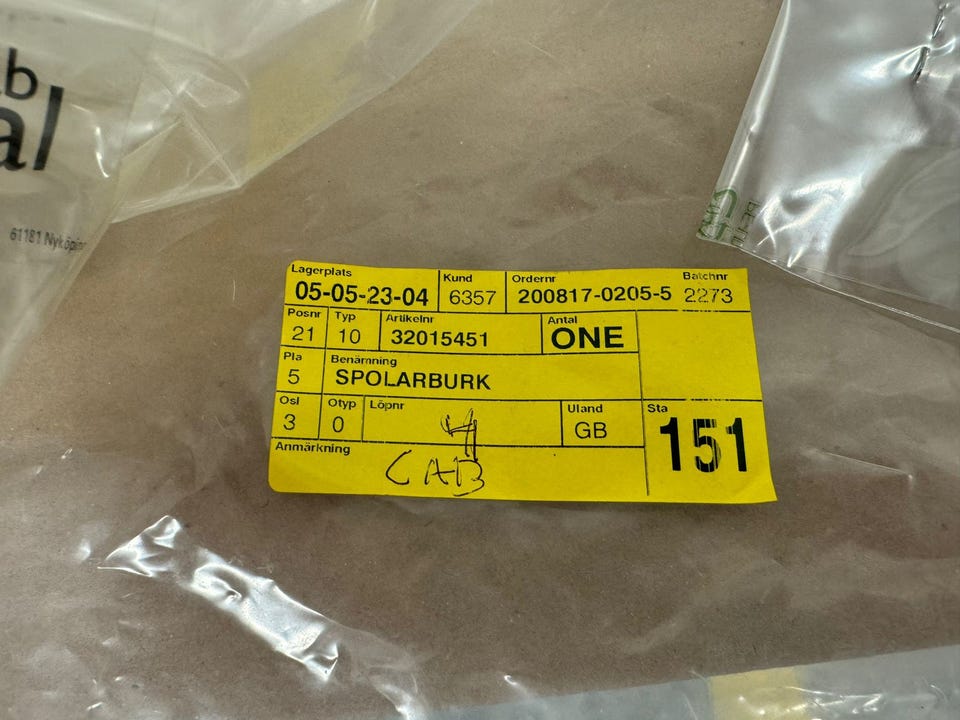 ab
al
61181 Nyköping
Lagerplats Kund Ordernr Batchnr
05-05-23-04 6357 200817-0205-5 2273
Posnr Typ Artikelnr Antal
21 10 32015451 ONE
Pla Benämning
5 SPOLARBURK
Osl Otyp Löpnr Uland Sta
3 0 4 GB 151
Anmärkning
CAB